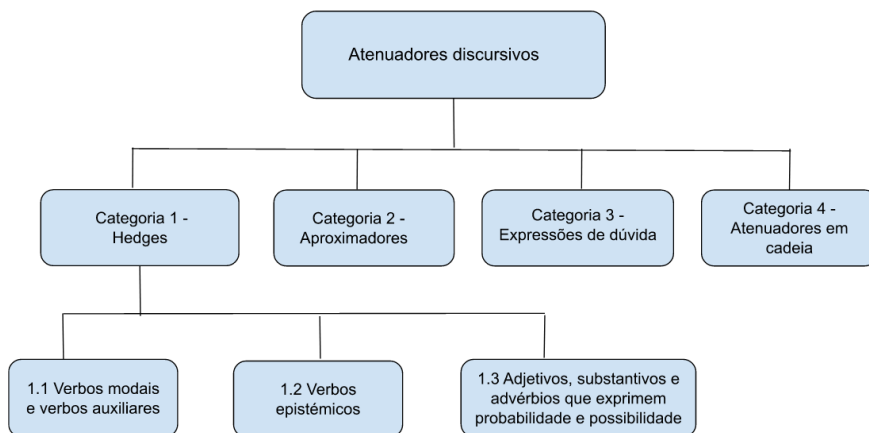 Atenuadores discursivos
Categoria 1 -
Hedges
Categoria 2 -
Aproximadores
Categoria 3 -
Expressões de dúvida
Categoria 4 -
Atenuadores em
cadeia
1.1 Verbos modais
e verbos auxiliares
1.2 Verbos
epistémicos
1.3 Adjetivos, substantivos e
advérbios que exprimem
probabilidade e possibilidade